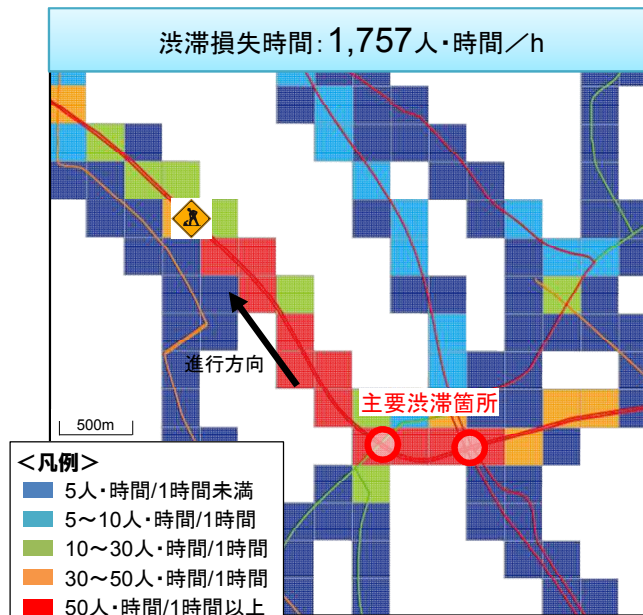 渋滞損失時間：1,757人・時間／h
進行方向
主要渋滞箇所
500m
＜凡例＞
5人・時間/1時間未満
5～10人・時間/1時間
10～30人・時間/1時間
30～50人・時間/1時間
50人・時間/1時間以上